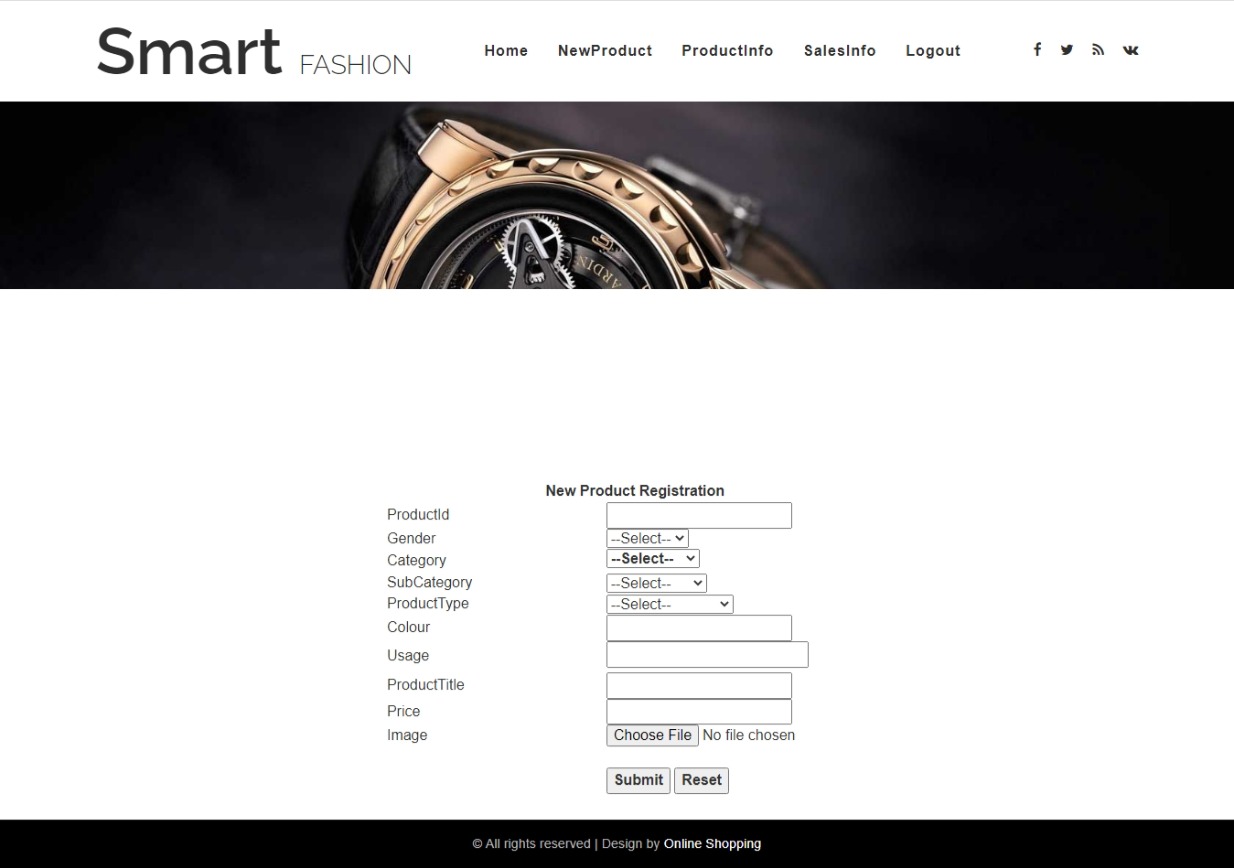 Smart FASHION
Home NewProduct ProductInfo SalesInfo Logout
ARDIN
New Product Registration
ProductId
Gender --Select--
Category --Select--
SubCategory --Select--
ProductType --Select--
Colour
Usage
ProductTitle
Price
Image Choose File No file chosen
Submit Reset
© All rights reserved | Design by Online Shopping